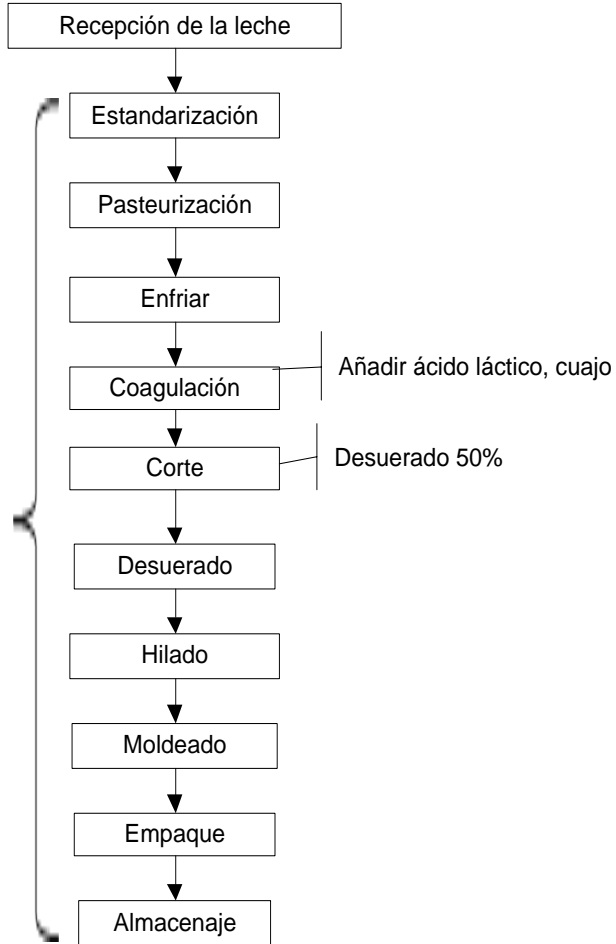 Recepción de la leche
Estandarización
Pasteurización
Enfriar
Coagulación
Añadir ácido láctico, cuajo
Corte
Desuerado 50%
Desuerado
Hilado
Moldeado
Empaque
Almacenaje